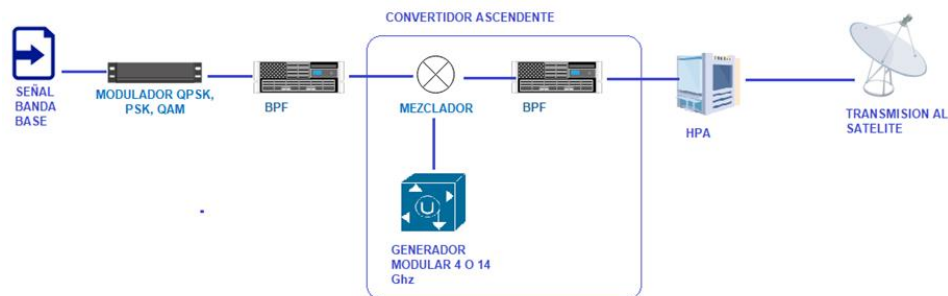 CONVERTIDOR ASCENDENTE
SEÑAL
BANDA
BASE
MODULADOR QPSK,
PSK, QAM
BPF
MEZCLADOR
BPF
HPA
TRANSMISION AL
SATELITE
U
GENERADOR
MODULAR 4 O 14
Ghz